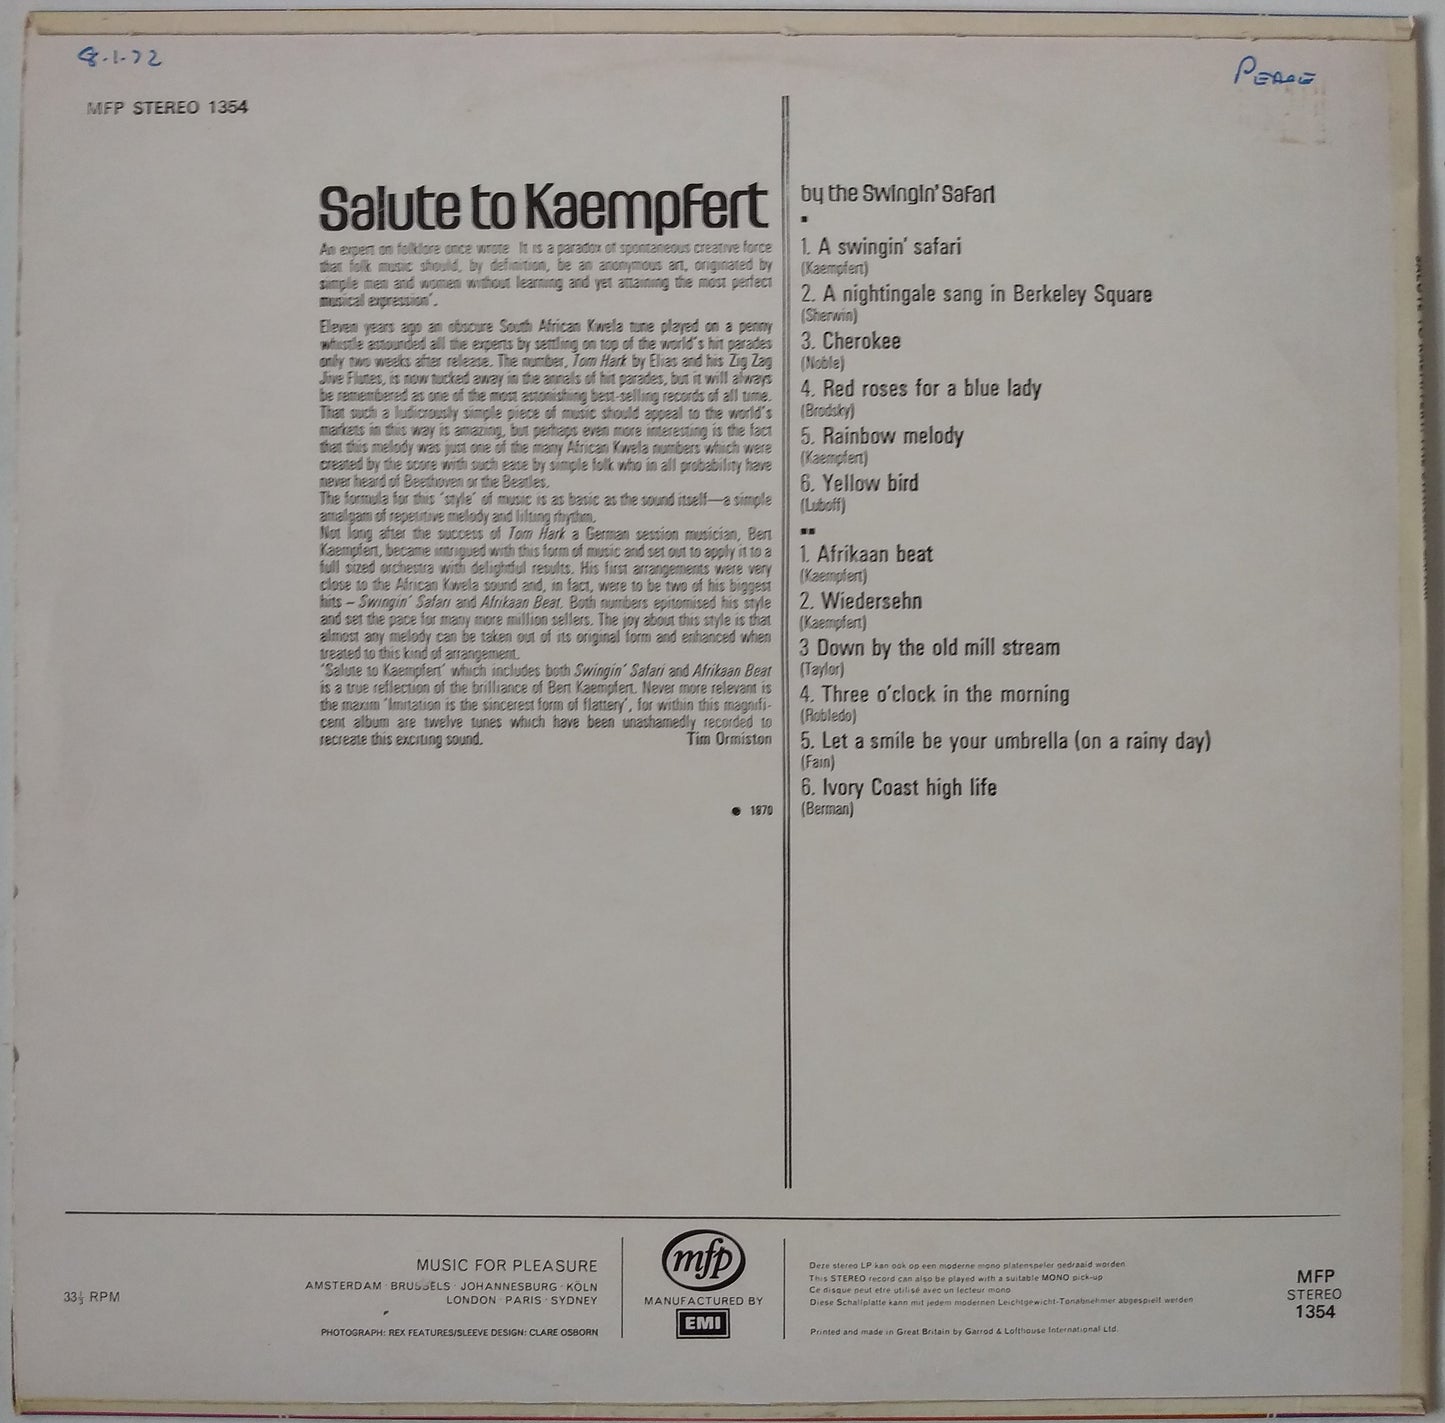 8.1.72
MFP STEREO 1354
Salute to Kaempfert
An expert on folklore once wrote 'It is a paradox of spontaneous creative force
that folk music should, by definition, be an anonymous art, originated by
simple men and women without learning and yet attaining the most perfect
musical expression'.
Eleven years ago an obscure South African Kwela tune played on a penny
whistle astounded all the experts by settling on top of the world's hit parades
only two weeks after release. The number, Tom Hark by Elias and his Zig Zag
Jive Flutes, is now tucked away in the annals of hit parades, but it will always
be remembered as one of the most astonishing best-selling records of all time.
That such a ludicrously simple piece of music should appeal to the world's
markets in this way is amazing, but perhaps even more interesting is the fact
that this melody was just one of the many African Kwela numbers which were
created by the score with such ease by simple folk who in all probability have
never heard of Beethoven or the Beatles.
The formula for this 'style' of music is as basic as the sound itself—a simple
amalgam of repetitive melody and lilting rhythm.
Not long after the success of Tom Hark a German session musician, Bert
Kaempfert, became intrigued with this form of music and set out to apply it to a
full sized orchestra with delightful results. His first arrangements were very
close to the African Kwela sound and, in fact, were to be two of his biggest
hits – Swingin' Safari and Afrikaan Beat. Both numbers epitomised his style
and set the pace for many more million sellers. The joy about this style is that
almost any melody can be taken out of its original form and enhanced when
treated to this kind of arrangement.
'Salute to Kaempfert' which includes both Swingin' Safari and Afrikaan Beat
is a true reflection of the brilliance of Bert Kaempfert. Never more relevant is
the maxim 'Imitation is the sincerest form of flattery', for within this magnifi-
cent album are twelve tunes which have been unashamedly recorded to
recreate this exciting sound. Tim Ormiston
● 1970
by the Swingin' Safari
1. A swingin' safari
(Kaempfert)
2. A nightingale sang in Berkeley Square
(Sherwin)
3. Cherokee
(Noble)
4. Red roses for a blue lady
(Brodsky)
5. Rainbow melody
(Kaempfert)
6. Yellow bird
(Luboff)
1. Afrikaan beat
(Kaempfert)
2. Wiedersehn
(Kaempfert)
3 Down by the old mill stream
(Taylor)
4. Three o'clock in the morning
(Robledo)
5. Let a smile be your umbrella (on a rainy day)
(Fain)
6. Ivory Coast high life
(Berman)
33⅓ RPM
MUSIC FOR PLEASURE
AMSTERDAM · BRUSSELS · JOHANNESBURG · KÖLN
LONDON · PARIS · SYDNEY
PHOTOGRAPH: REX FEATURES/SLEEVE DESIGN: CLARE OSBORN
mfp
MANUFACTURED BY
EMI
Deze stereo LP kan ook op een moderne mono platenspeler gedraaid worden
This STEREO record can also be played with a suitable MONO pick-up
Ce disque peut etre utilisé avec un lecteur mono
Diese Schallplatte kann mit jedem modernen Leichtgewicht-Tonabnehmer abgespielt werden
Printed and made in Great Britain by Garrod & Lofthouse International Ltd.
MFP
STEREO
1354